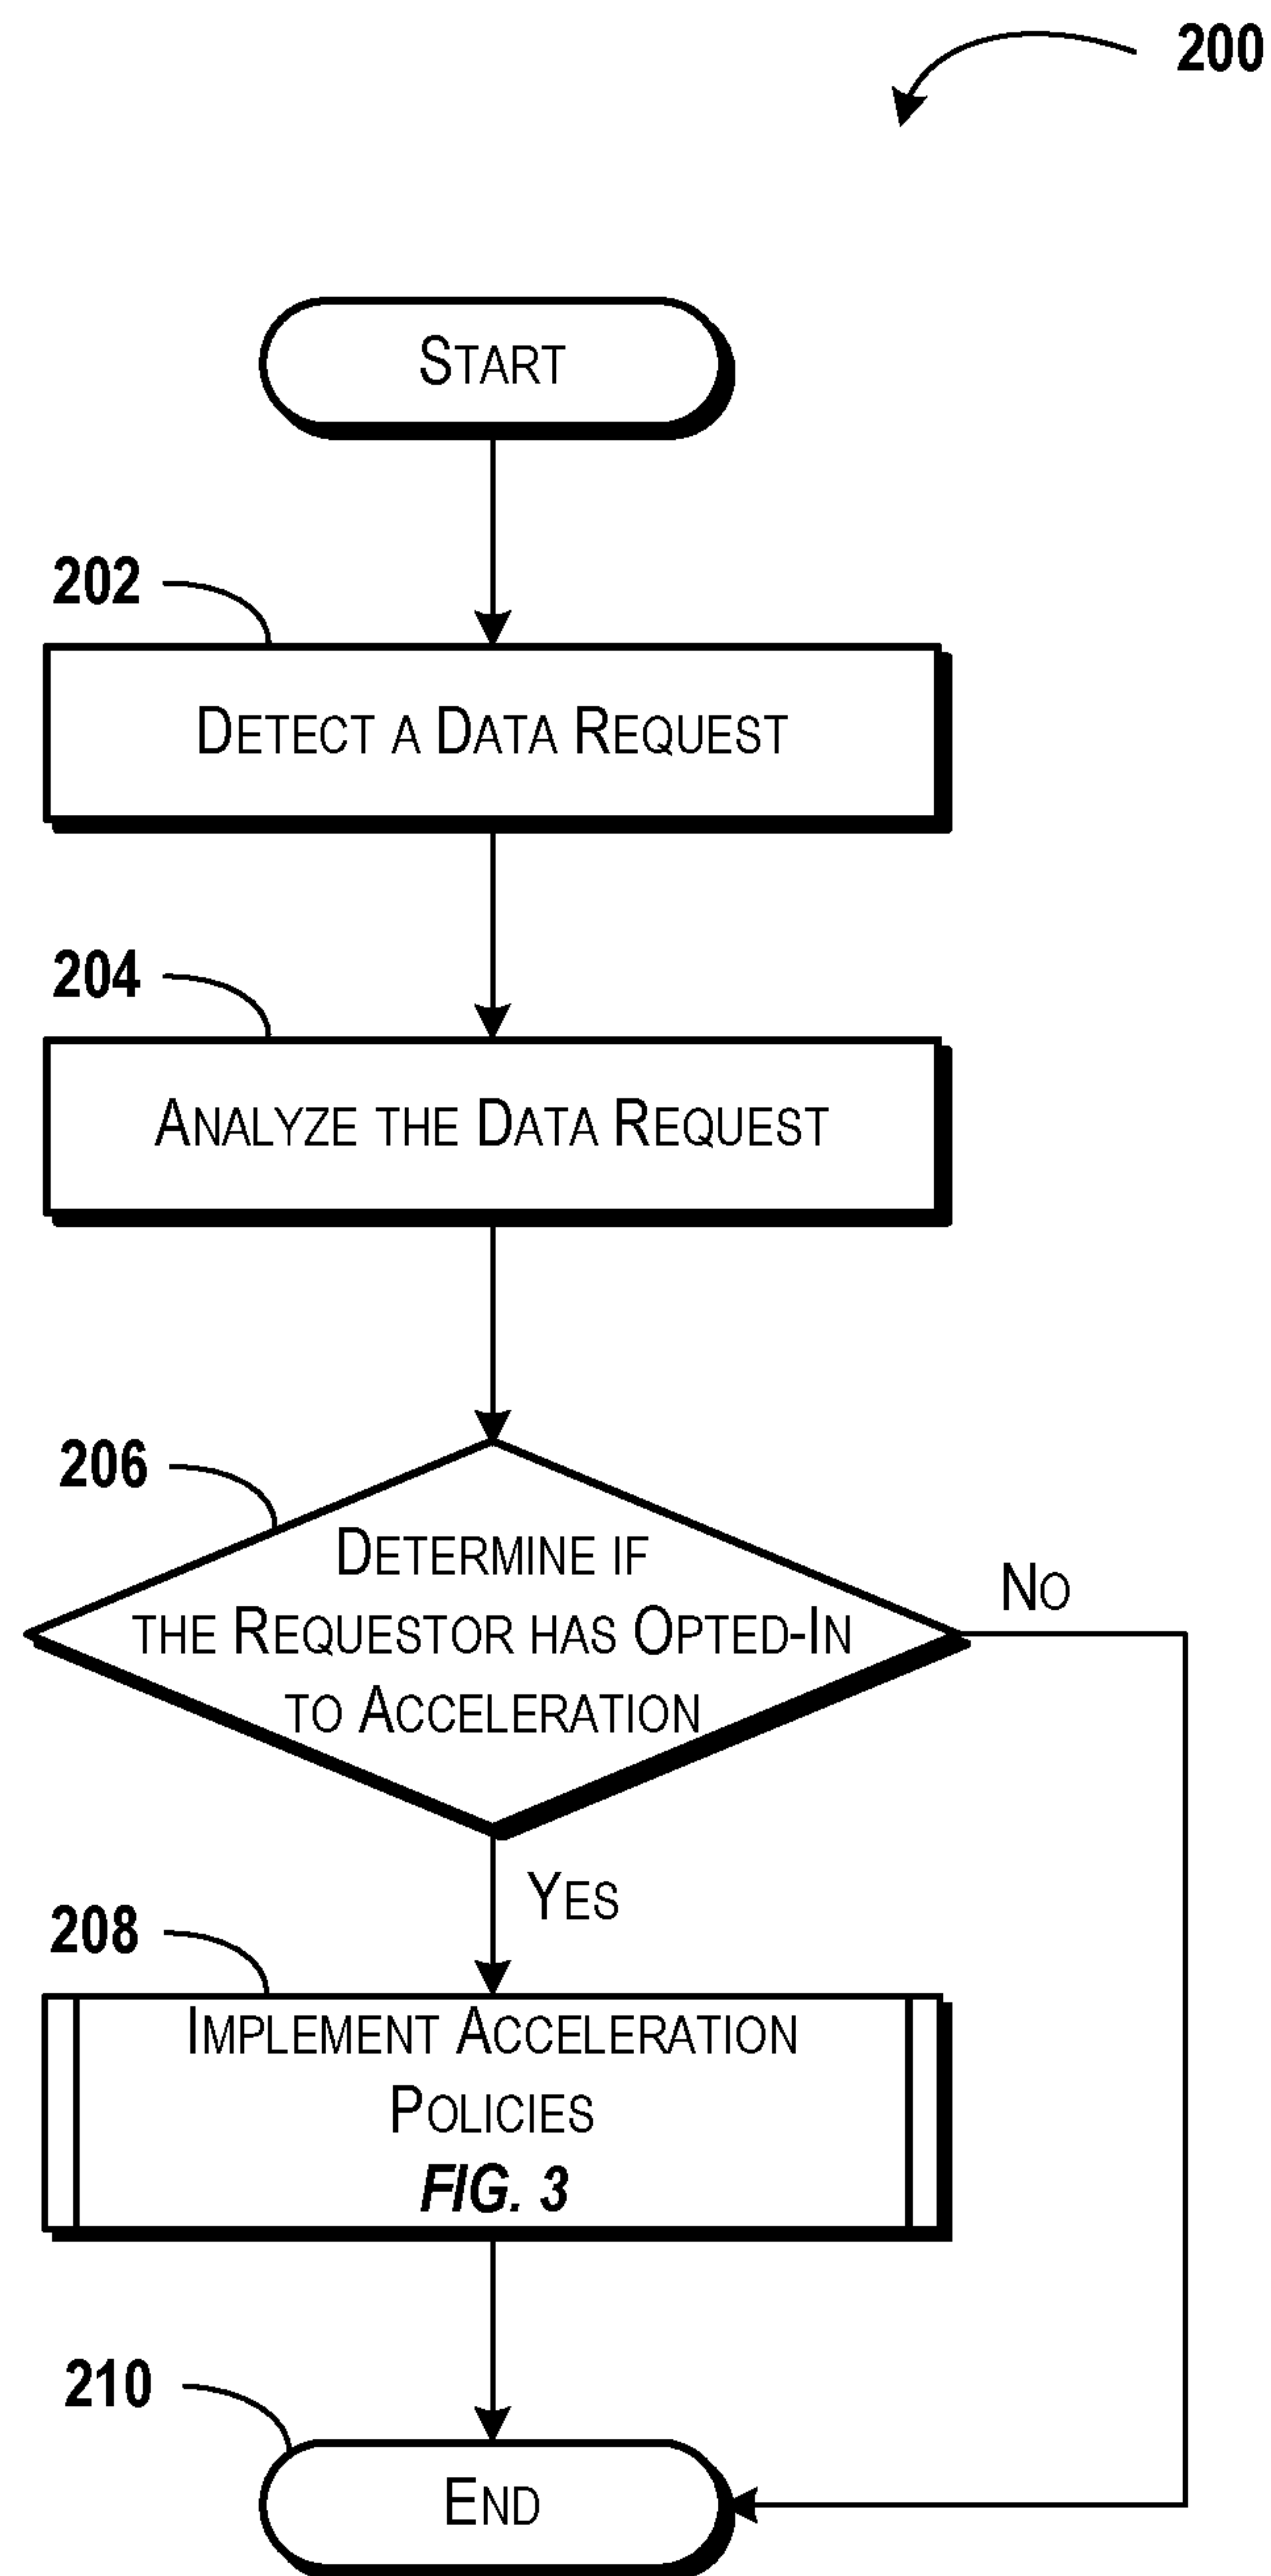 200
START
202
DETECT A DATA REQUEST
204
ANALYZE THE DATA REQUEST
206
DETERMINE IF
THE REQUESTOR HAS OPTED-IN
TO ACCELERATION
NO
YES
208
IMPLEMENT ACCELERATION
POLICIES
FIG. 3
210
END